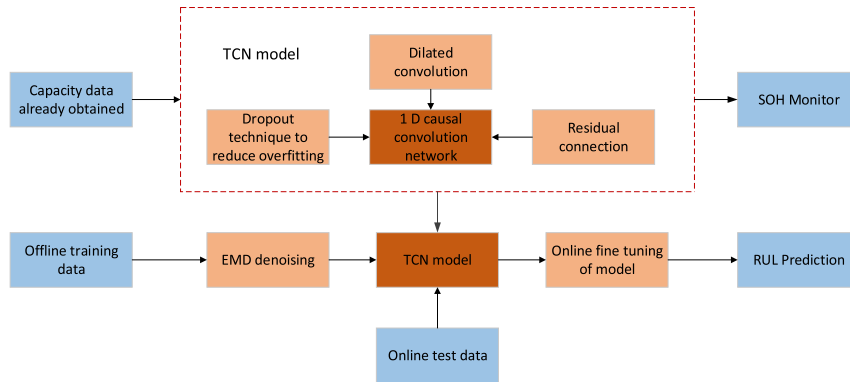 TCN model
Dilated
convolution
Capacity data
already obtained
SOH Monitor
Dropout
technique to
reduce overfitting
1 D causal
convolution
network
Residual
connection
Offline training
data
EMD denoising
TCN model
Online fine tuning
of model
RUL Prediction
Online test data